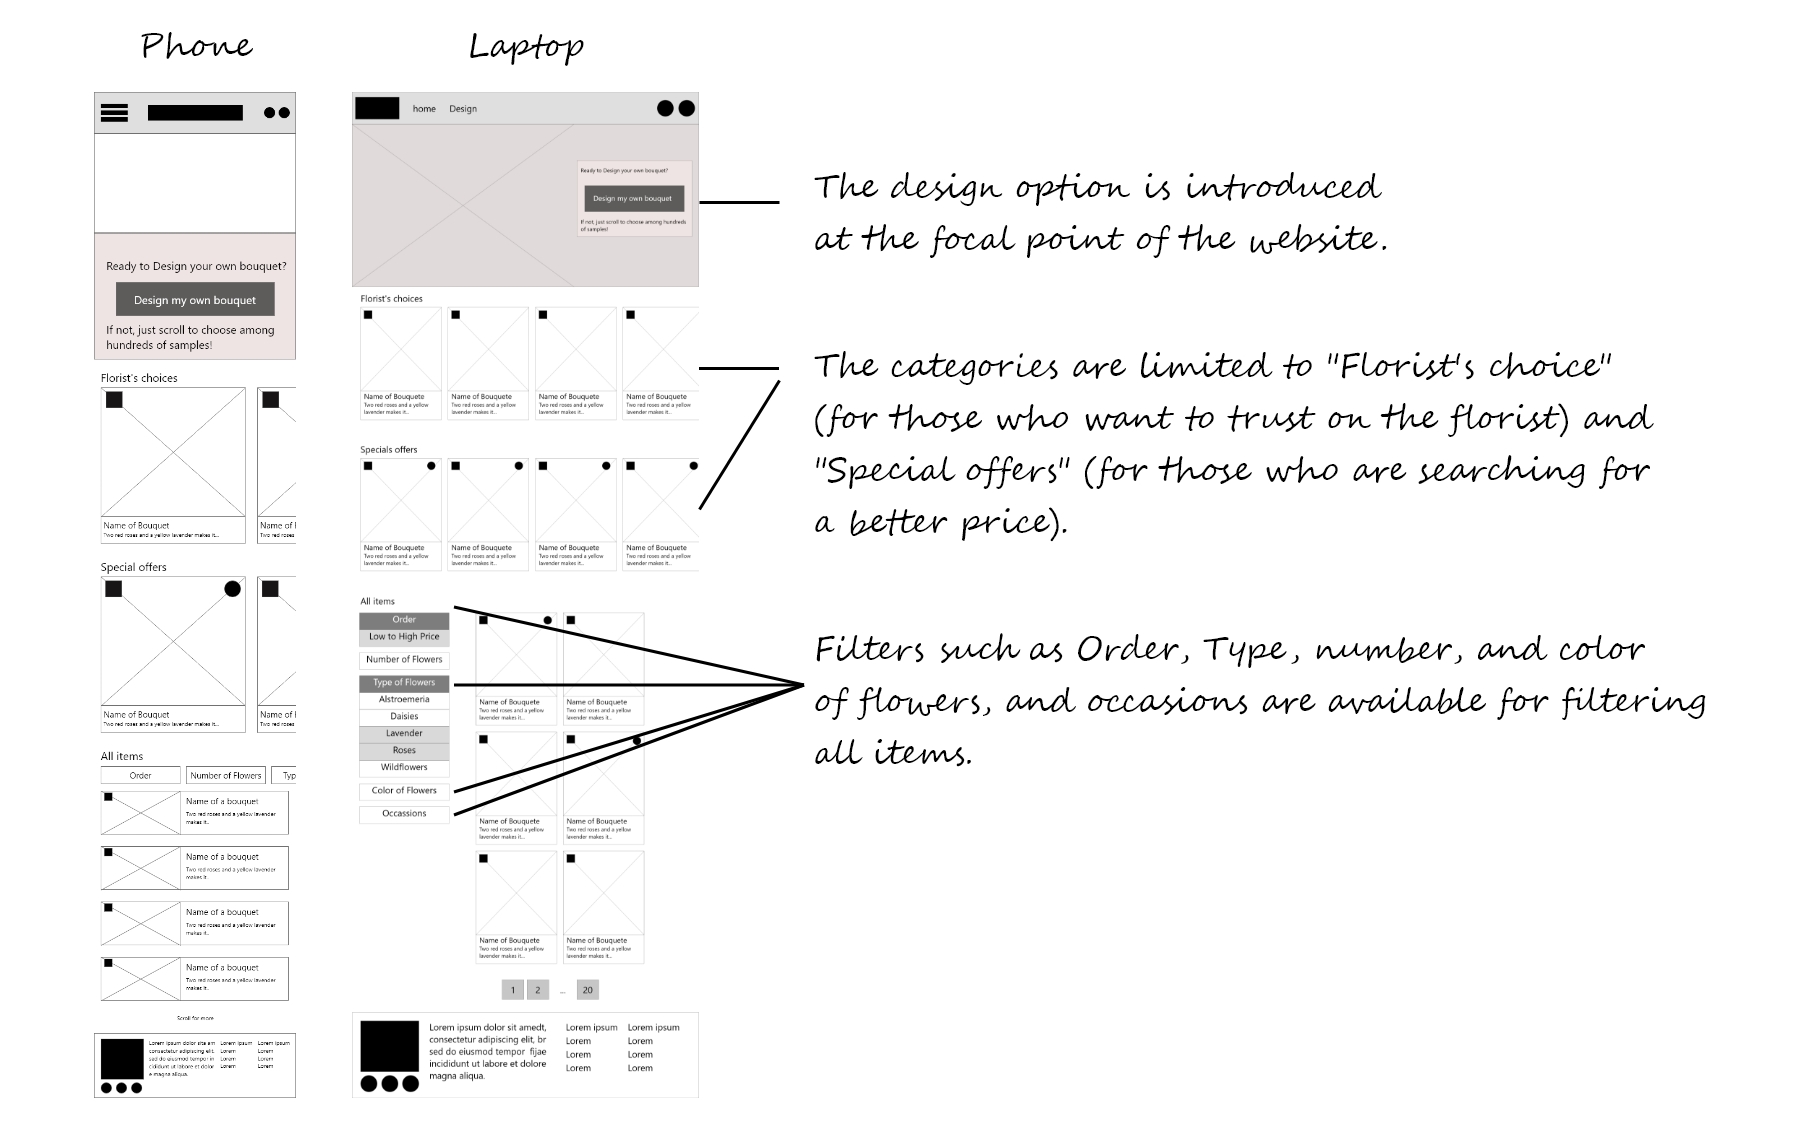 Phone
Laptop
Ready to Design your own bouquet?
Design my own bouquet
If not, just scroll to choose among
hundreds of samples!
Florist's choices
Name of Bouquet
Two red roses and a yellow lavender makes it...
Name of I
Two red roses
Special offers
Name of Bouquet
Two red roses and a yellow lavender makes it...
Name of I
Two red roses
All items
Order
Number of Flowers
Typ
Name of a bouquet
Two red roses and a yellow lavender
makes it..
Name of a bouquet
Two red roses and a yellow lavender
makes it..
Name of a bouquet
Two red roses and a yellow lavender
makes it..
Name of a bouquet
Two red roses and a yellow lavender
makes it..
Scroll for more
Lorem ipsum dolor sita am
consectetur adipiscing elit
sed do eiusmod tempor in
cididunt ut labore et dolor
e magna aliqua.
Lorem ipsum
Lorem
Lorem
Lorem
Lorem ipsum
Lorem
Lorem
Lorem
home
Design
Ready to Design your own bouquet?
Design my own bouquet
If not, just scroll to choose among hundreds
of samples!
Florist's choices
Name of Bouquete
Two red roses and a yellow
lavender makes it...
Name of Bouquete
Two red roses and a yellow
lavender makes it...
Name of Bouquete
Two red roses and a yellow
lavender makes it...
Name of Bouquete
Two red roses and a yellow
lavender makes it...
Specials offers
Name of Bouquete
Two red roses and a yellow
lavender makes it...
Name of Bouquete
Two red roses and a yellow
lavender makes it...
Name of Bouquete
Two red roses and a yellow
lavender makes it...
Name of Bouquete
Two red roses and a yellow
lavender makes it...
All items
Order
Low to High Price
Number of Flowers
Type of Flowers
Alstroemeria
Daisies
Lavender
Roses
Wildflowers
Color of Flowers
Occassions
Name of Bouquete
Two red roses and a yellow
lavender makes it...
Name of Bouquete
Two red roses and a yellow
lavender makes it...
Name of Bouquete
Two red roses and a yellow
lavender makes it...
Name of Bouquete
Two red roses and a yellow
lavender makes it...
Name of Bouquete
Two red roses and a yellow
lavender makes it...
Name of Bouquete
Two red roses and a yellow
lavender makes it...
1 2 ... 20
Lorem ipsum dolor sit amedt,
consectetur adipiscing elit, br
sed do eiusmod tempor fijae
incididunt ut labore et dolore
magna aliqua.
Lorem ipsum
Lorem
Lorem
Lorem
Lorem ipsum
Lorem
Lorem
Lorem
The design option is introduced
at the focal point of the website.
The categories are limited to "Florist's choice"
(for those who want to trust on the florist) and
"Special offers" (for those who are searching for
a better price).
Filters such as Order, Type, number, and color
of flowers, and occasions are available for filtering
all items.